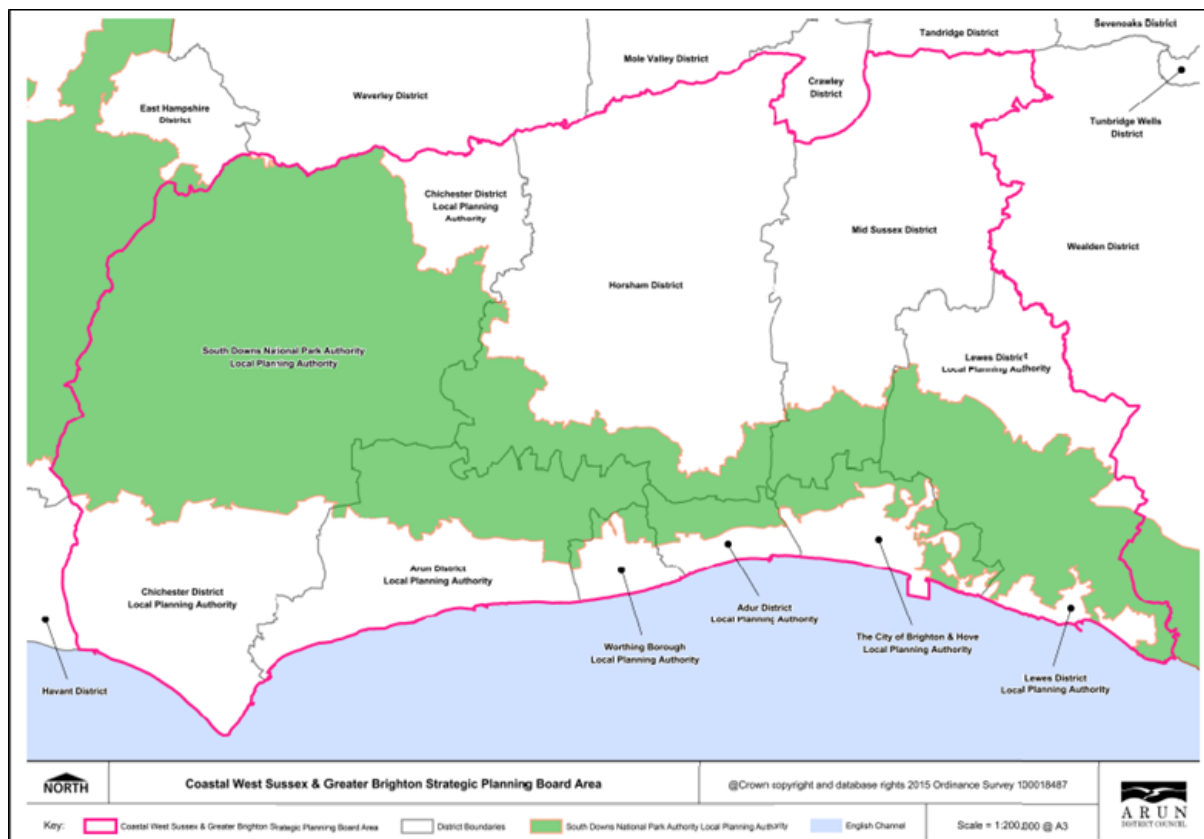 Sevenoaks District
Tandridge District
Mole Valley District
Crawley
District
Waverley District
East Hampshire
District
Tunbridge Wells
District
Chichester District
Local Planning
Authority
Mid Sussex District
Wealden District
Horsham District
South Downs National Park Authority
Local Planning Authority
Lewes District
Local Planning Authority
Arun District
Local Planning Authority
Chichester District
Local Planning Authority
Adur District
Local Planning Authority
Worthing Borough
Local Planning Authority
The City of Brighton & Hove
Local Planning Authority
Lewes District
Local Planning Authority
Havant District
NORTH
Coastal West Sussex & Greater Brighton Strategic Planning Board Area
@Crown copyright and database rights 2015 Ordinance Survey 100018487
ARUN
DISTRICT COUNCIL
Key:
Coastal West Sussex & Greater Brighton Strategic Planning Board Area
District Boundaries
South Downs National Park Authority Local Planning Authority
English Channel
Scale = 1:200,000 @ A3